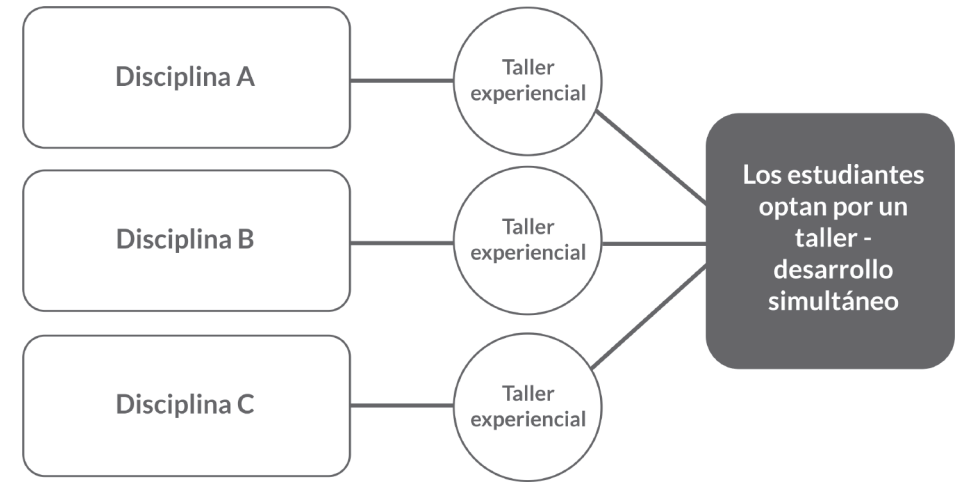 Disciplina A
Taller
experiencial
Disciplina B
Taller
experiencial
Disciplina C
Taller
experiencial
Los estudiantes
optan por un
taller -
desarrollo
simultáneo